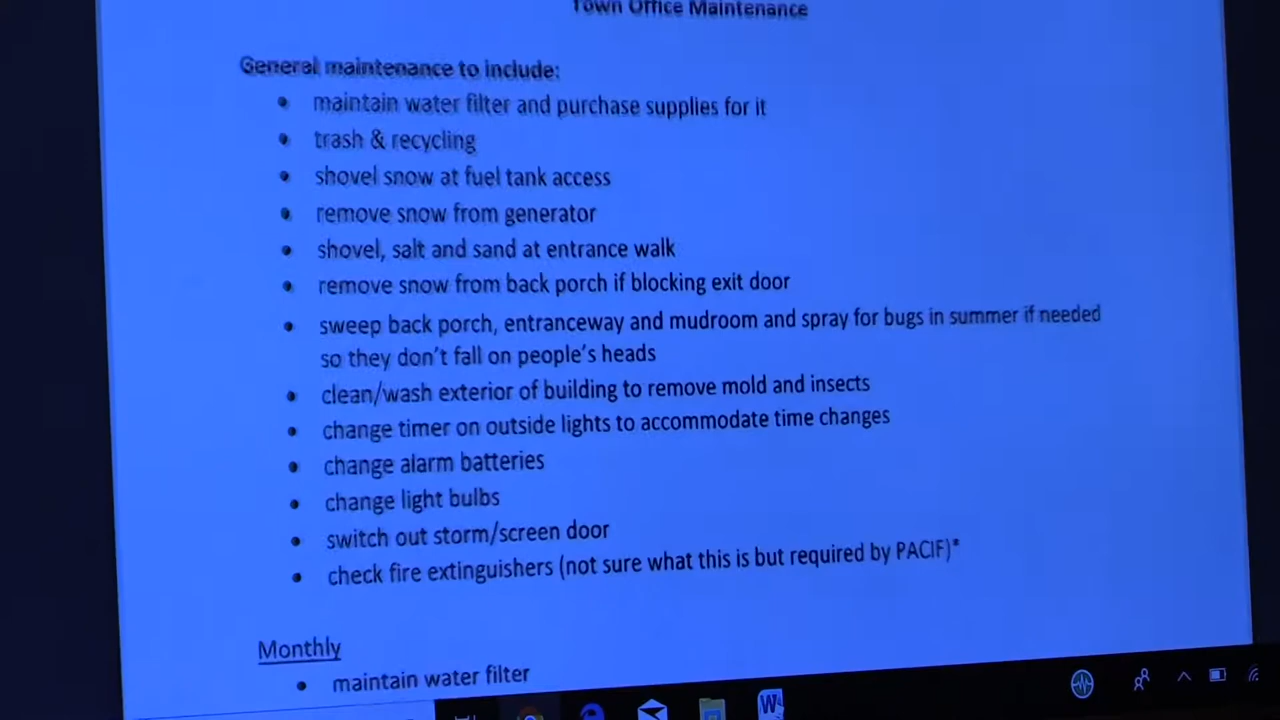 Town Office Maintenance
General maintenance to include:
• maintain water filter and purchase supplies for it
• trash & recycling
• shovel snow at fuel tank access
• remove snow from generator
• shovel, salt and sand at entrance walk
• remove snow from back porch if blocking exit door
• sweep back porch, entranceway and mudroom and spray for bugs in summer if needed
so they don't fall on people's heads
• clean/wash exterior of building to remove mold and insects
• change timer on outside lights to accommodate time changes
• change alarm batteries
• change light bulbs
• switch out storm/screen door
• check fire extinguishers (not sure what this is but required by PACIF)*
Monthly
• maintain water filter
W